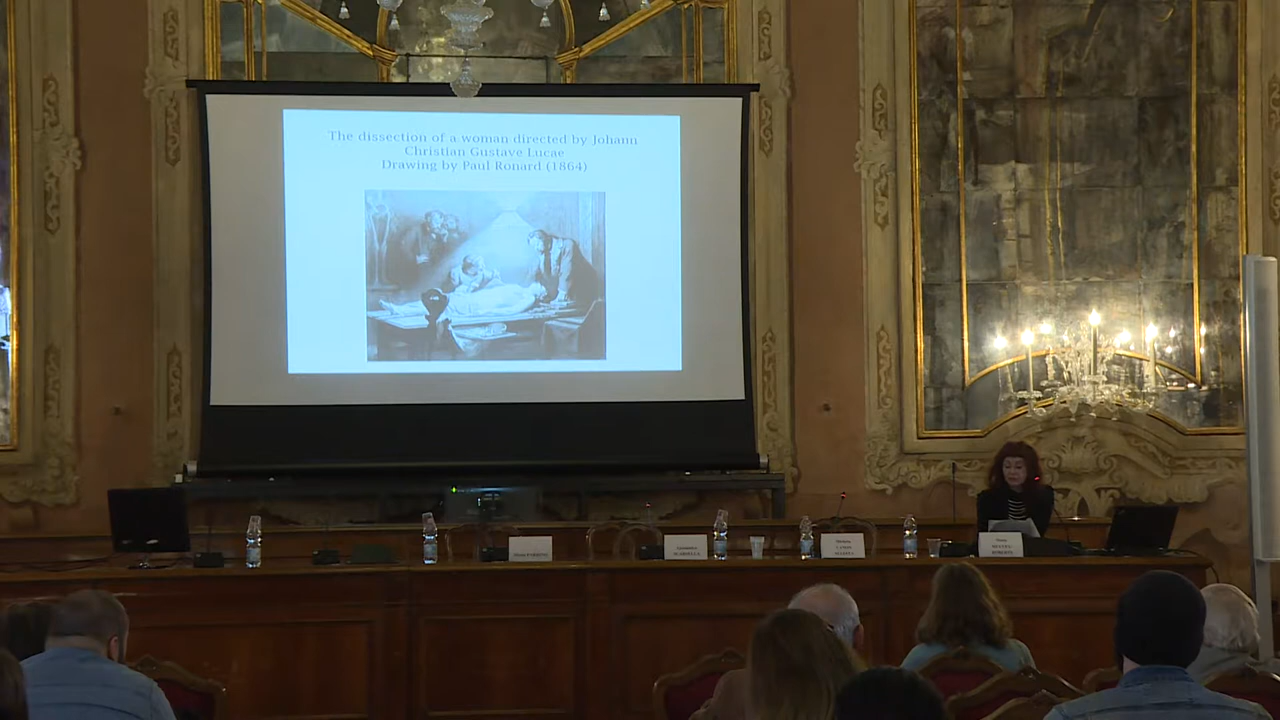 The dissection of a woman directed by Johann
Christian Gustave Lucae
Drawing by Paul Ronard (1864)